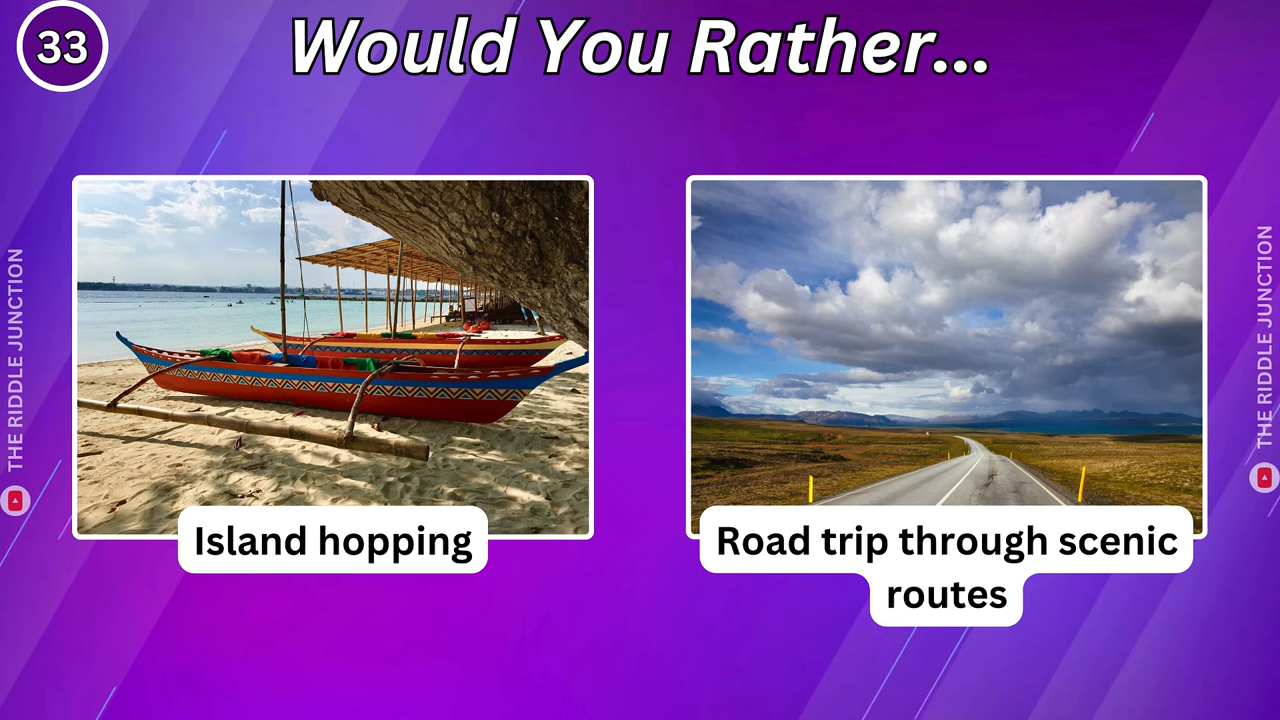 33
Would You Rather...
THE RIDDLE JUNCTION
THE RIDDLE JUNCTION
Island hopping
Road trip through scenic
routes